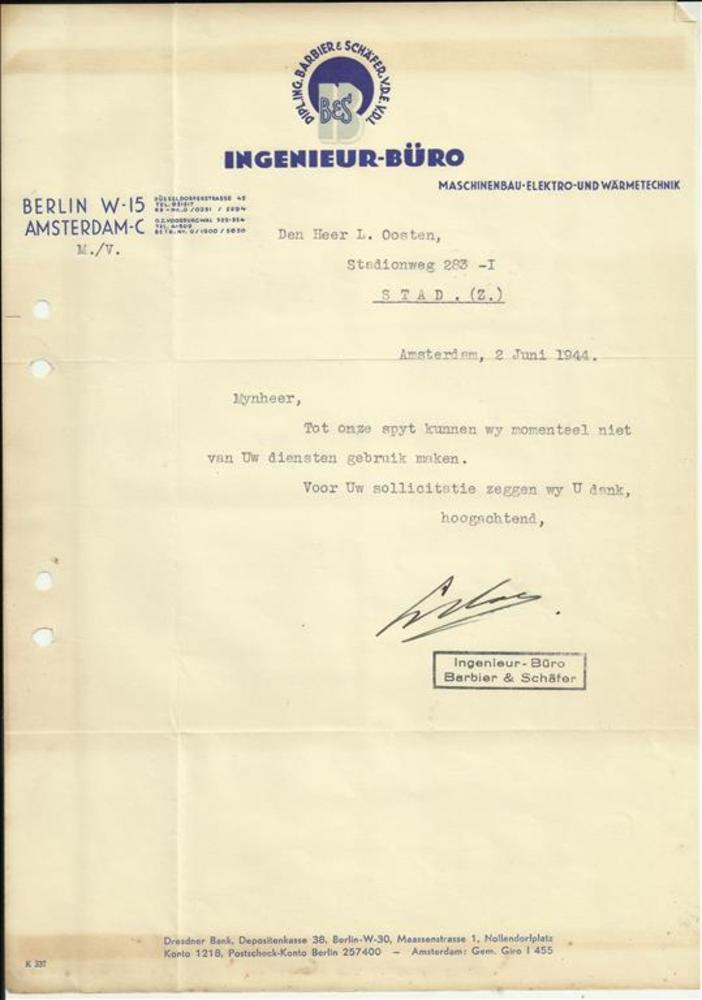 DIPL.ING. BARBIER & SCHÄFER. V.D.E. V.D.I.
B&S
INGENIEUR-BÜRO
MASCHINENBAU-ELEKTRO-UND WÄRMETECHNIK
BERLIN W-15
DÜSSELDORFERSTRASSE 42
AMSTERDAM-C
M./V.
Den Heer L. Oosten,
Stadionweg 283 -I
S T A D . (Z.)
Amsterdam, 2 Juni 1944.
Mynheer,
Tot onze spyt kunnen wy momenteel niet
van Uw diensten gebruik maken.
Voor Uw sollicitatie zeggen wy U dank,
hoogachtend,
Ingenieur-Büro
Barbier & Schäfer
Dresdner Bank, Depositenkasse 38, Berlin-W-30, Maassenstrasse 1, Nollendorfplatz
Konto 1218, Postscheck-Konto Berlin 257400 — Amsterdam: Gem. Giro I 455
K 337